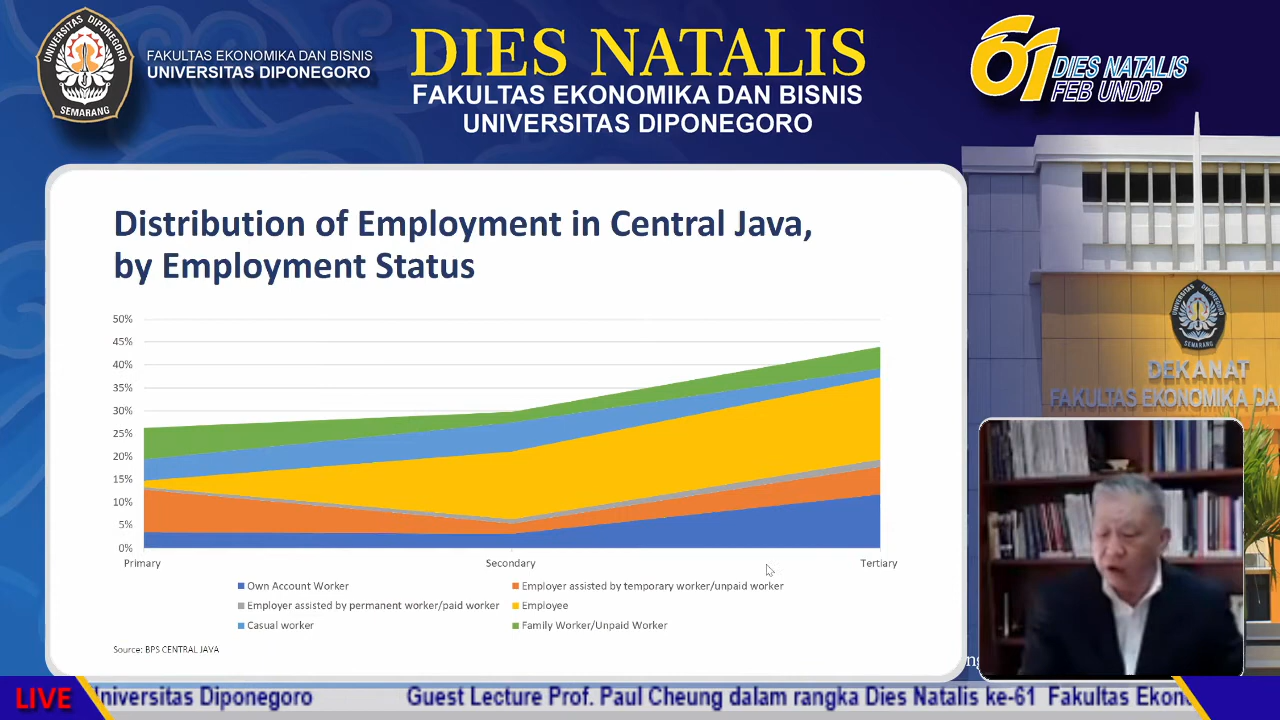 UNIVERSITAS DIPONEGORO
SEMARANG
FAKULTAS EKONOMIKA DAN BISNIS
UNIVERSITAS DIPONEGORO
DIES NATALIS
FAKULTAS EKONOMIKA DAN BISNIS
UNIVERSITAS DIPONEGORO
61
DIES NATALIS
FEB UNDIP
Distribution of Employment in Central Java,
by Employment Status
50%
45%
40%
35%
30%
25%
20%
15%
10%
5%
0%
Primary
Secondary
Tertiary
Own Account Worker
Employer assisted by temporary worker/unpaid worker
Employer assisted by permanent worker/paid worker
Employee
Casual worker
Family Worker/Unpaid Worker
Source: BPS CENTRAL JAVA
SEMARANG
DEKANAT
FAKULTAS EKONOMIKA DA
LIVE
Universitas Diponegoro
Guest Lecture Prof. Paul Cheung dalam rangka Dies Natalis ke-61 Fakultas Ekon